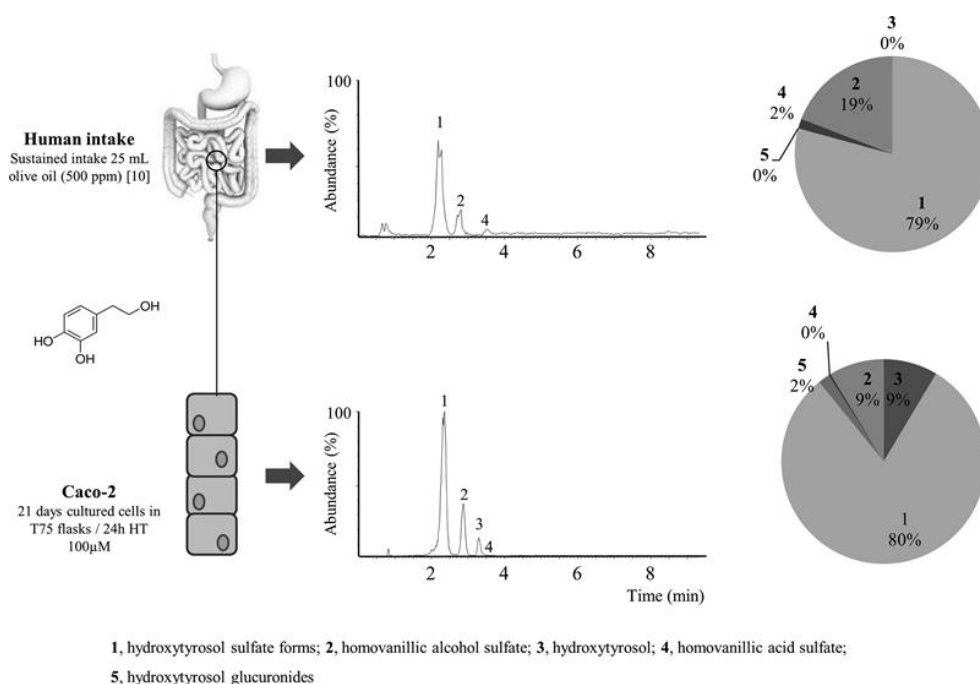 Human intake
Sustained intake 25 mL
olive oil (500 ppm) [10]
100
Abundance (%)
1
2
4
2
4
6
8
3
0%
4
2%
2
19%
5
0%
1
79%
OH
HO
OH
Caco-2
21 days cultured cells in
T75 flasks / 24h HT
100µM
100
Abundance (%)
1
2
3
4
2
4
6
8
Time (min)
4
0%
5
2%
2
9%
3
9%
1
80%
1, hydroxytyrosol sulfate forms; 2, homovanillic alcohol sulfate; 3, hydroxytyrosol; 4, homovanillic acid sulfate;
5, hydroxytyrosol glucuronides